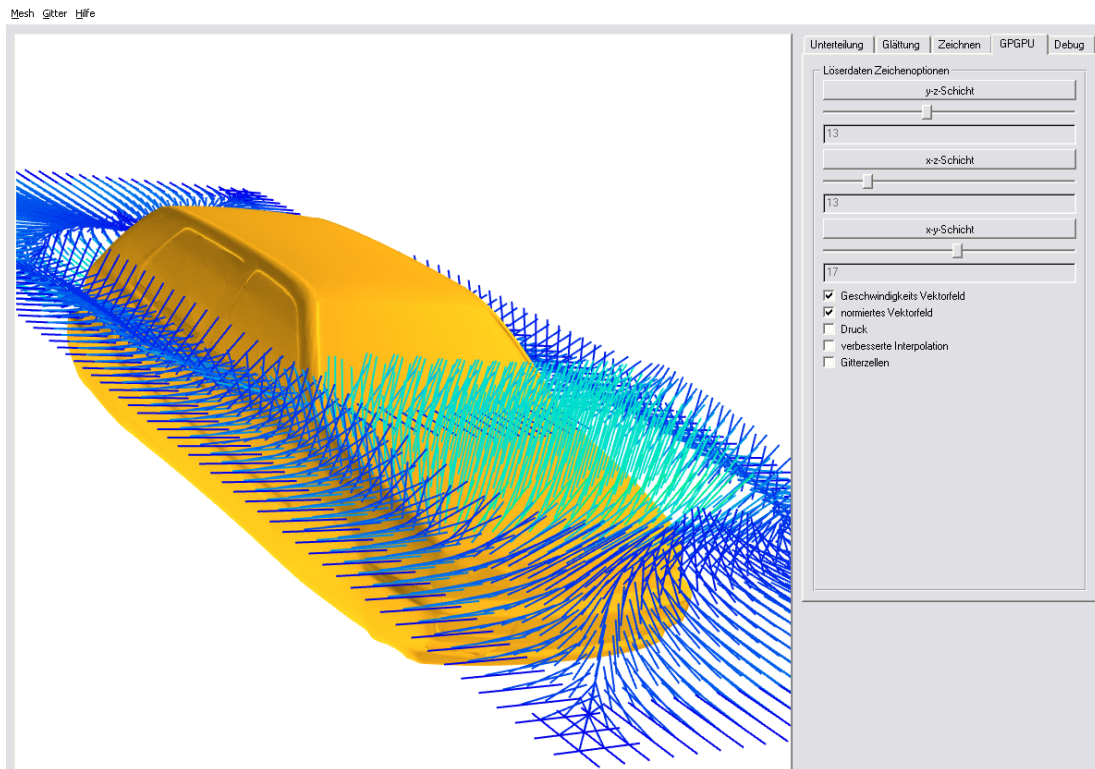 Mesh Gitter Hilfe
Unterteilung Glättung Zeichnen GPGPU Debug
Löserdaten Zeichenoptionen
y-z-Schicht
13
x-z-Schicht
13
x-y-Schicht
17
Geschwindigkeits Vektorfeld
normiertes Vektorfeld
Druck
verbesserte Interpolation
Gitterzellen